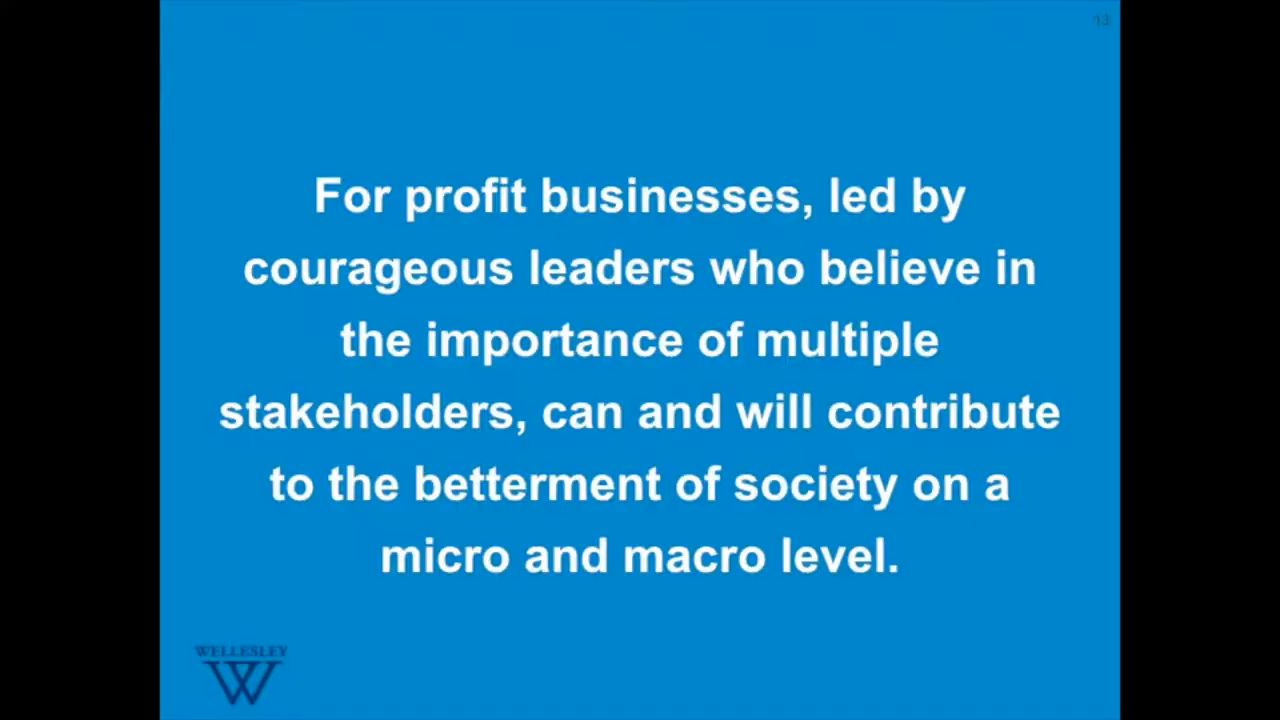 13
For profit businesses, led by
courageous leaders who believe in
the importance of multiple
stakeholders, can and will contribute
to the betterment of society on a
micro and macro level.
WELLESLEY
W